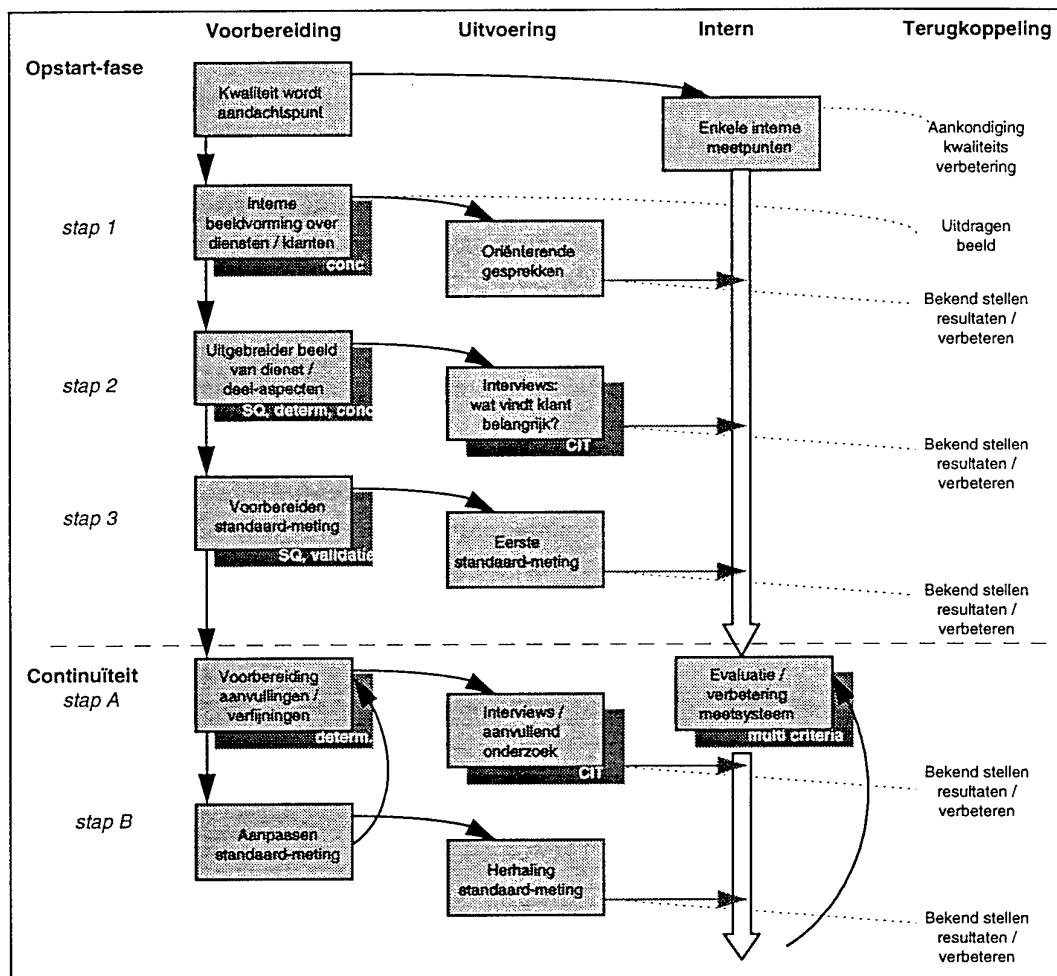 Voorbereiding Uitvoering Intern Terugkoppeling
Opstart-fase
Kwaliteit wordt
aandachtspunt
Enkele interne
meetpunten
Aankondiging
kwaliteits
verbetering
stap 1
Interne
beeldvorming over
diensten / klanten
conc
Oriënterende
gesprekken
Uitdragen
beeld
Bekend stellen
resultaten /
verbeteren
stap 2
Uitgebreider beeld
van dienst /
deel-aspecten
SQ, determ, conc
Interviews:
wat vindt klant
belangrijk?
CIT
Bekend stellen
resultaten /
verbeteren
stap 3
Voorbereiden
standaard-meting
SQ, validatie
Eerste
standaard-meting
Bekend stellen
resultaten /
verbeteren
Continuïteit
stap A
Voorbereiding
aanvullingen /
verfijningen
determ.
Interviews /
aanvullend
onderzoek
CIT
Evaluatie /
verbetering
meetsysteem
multi criteria
Bekend stellen
resultaten /
verbeteren
stap B
Aanpassen
standaard-meting
Herhaling
standaard-meting
Bekend stellen
resultaten /
verbeteren